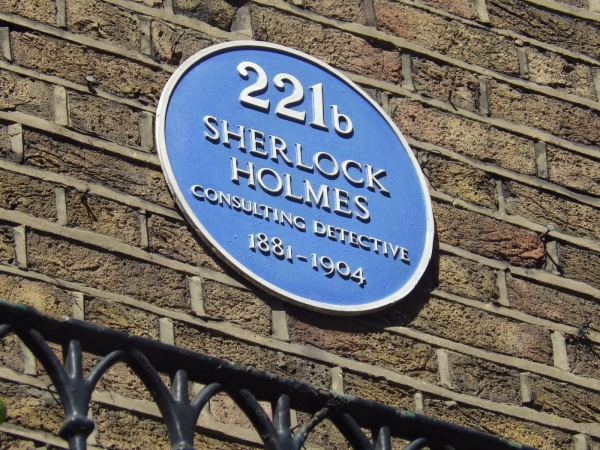 221b
SHERLOCK
HOLMES
CONSULTING DETECTIVE
1881-1904